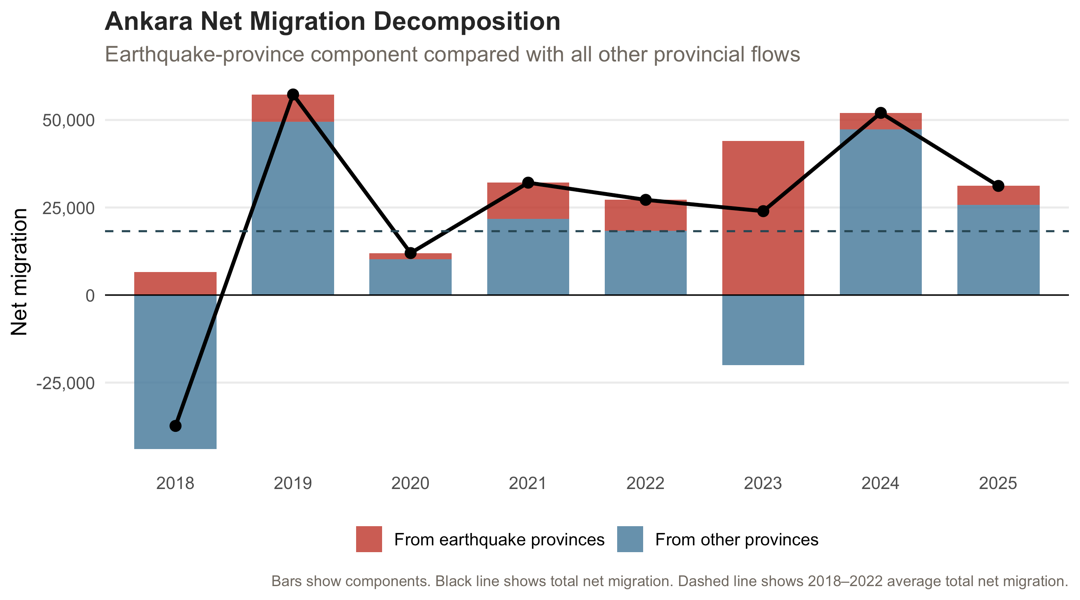 Ankara Net Migration Decomposition
Earthquake-province component compared with all other provincial flows
Net migration
50,000
25,000
0
-25,000
2018 2019 2020 2021 2022 2023 2024 2025
From earthquake provinces From other provinces
Bars show components. Black line shows total net migration. Dashed line shows 2018–2022 average total net migration.